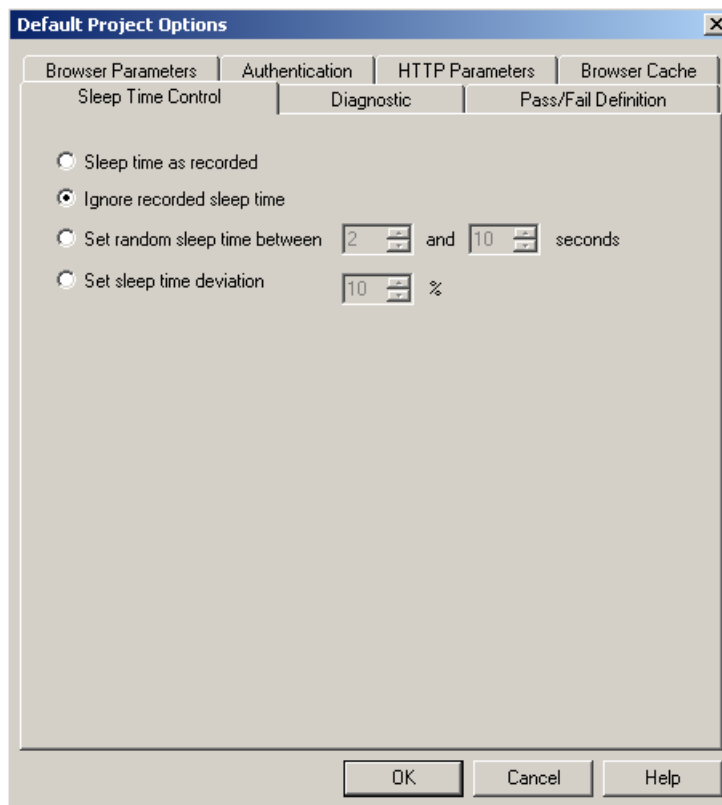 Default Project Options
Browser Parameters Authentication HTTP Parameters Browser Cache
Sleep Time Control Diagnostic Pass/Fail Definition
Sleep time as recorded
Ignore recorded sleep time
Set random sleep time between 2 and 10 seconds
Set sleep time deviation 10 %
OK Cancel Help